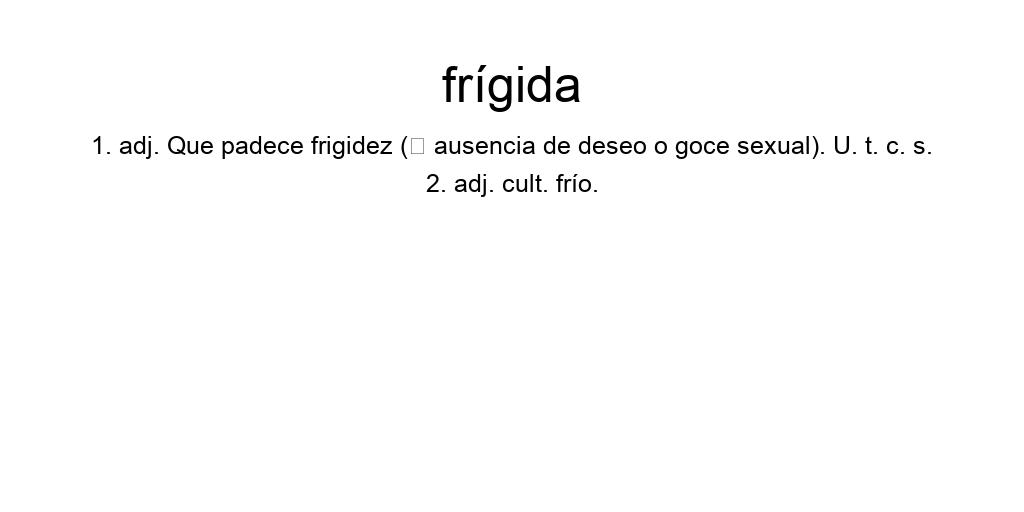 frígida
1. adj. Que padece frigidez (□ ausencia de deseo o goce sexual). U. t. c. s.
2. adj. cult. frío.